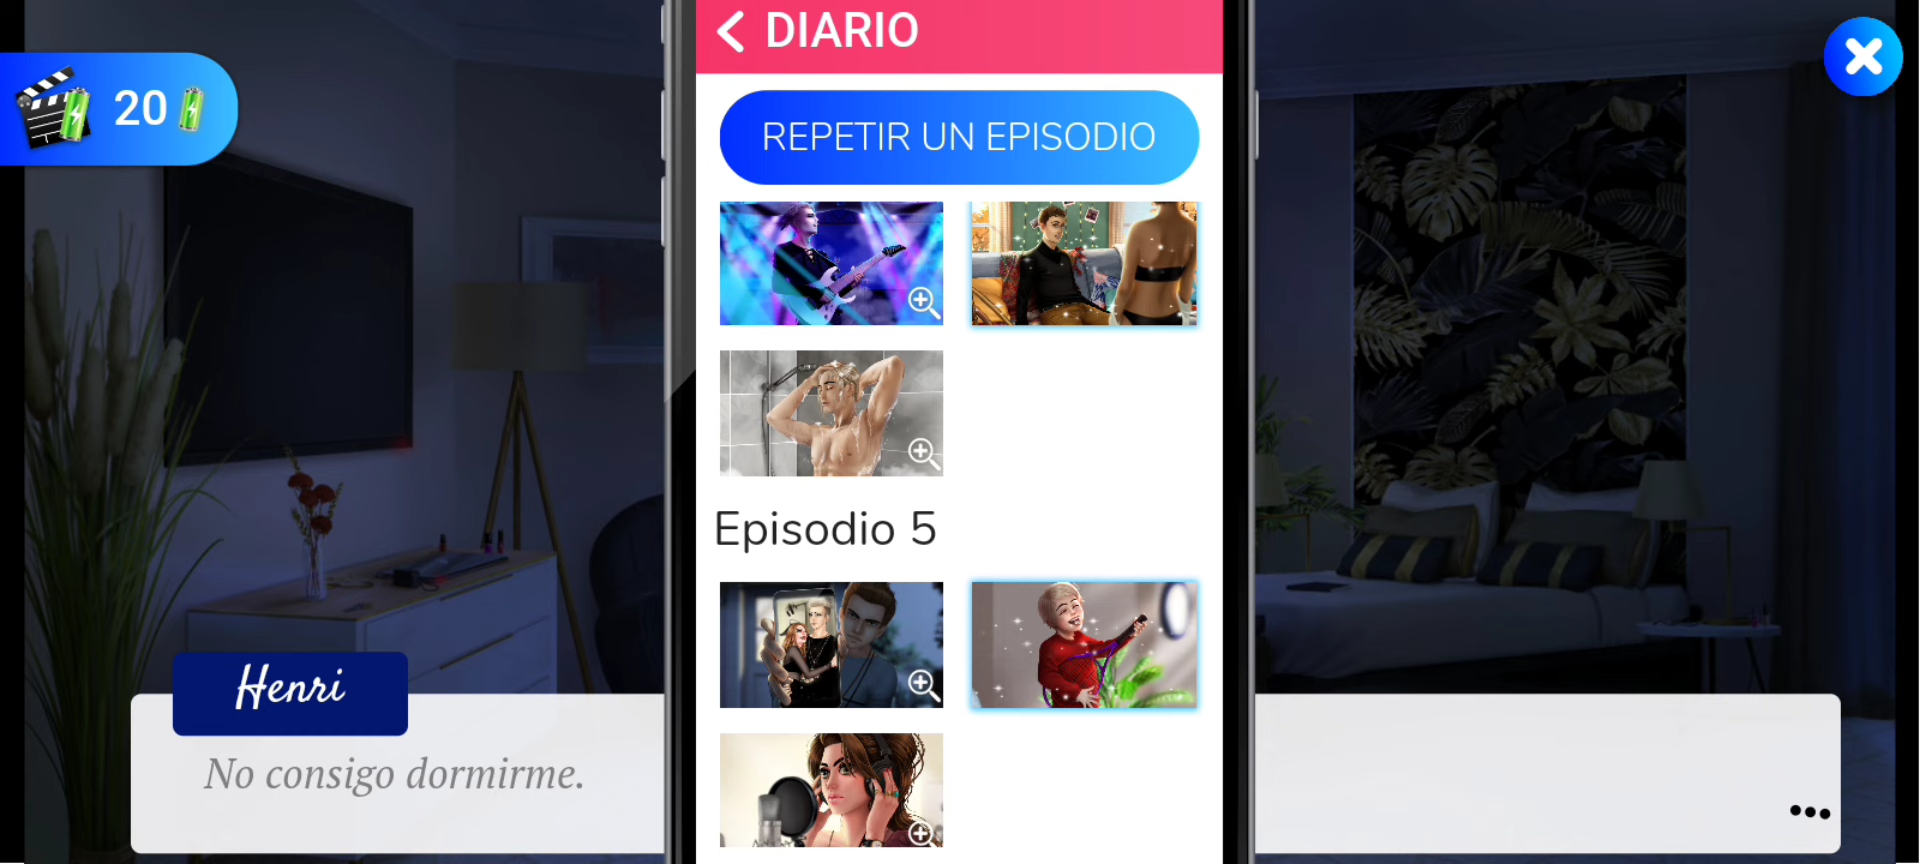 DIARIO
20
REPETIR UN EPISODIO
Episodio 5
Henri
No consigo dormirme.